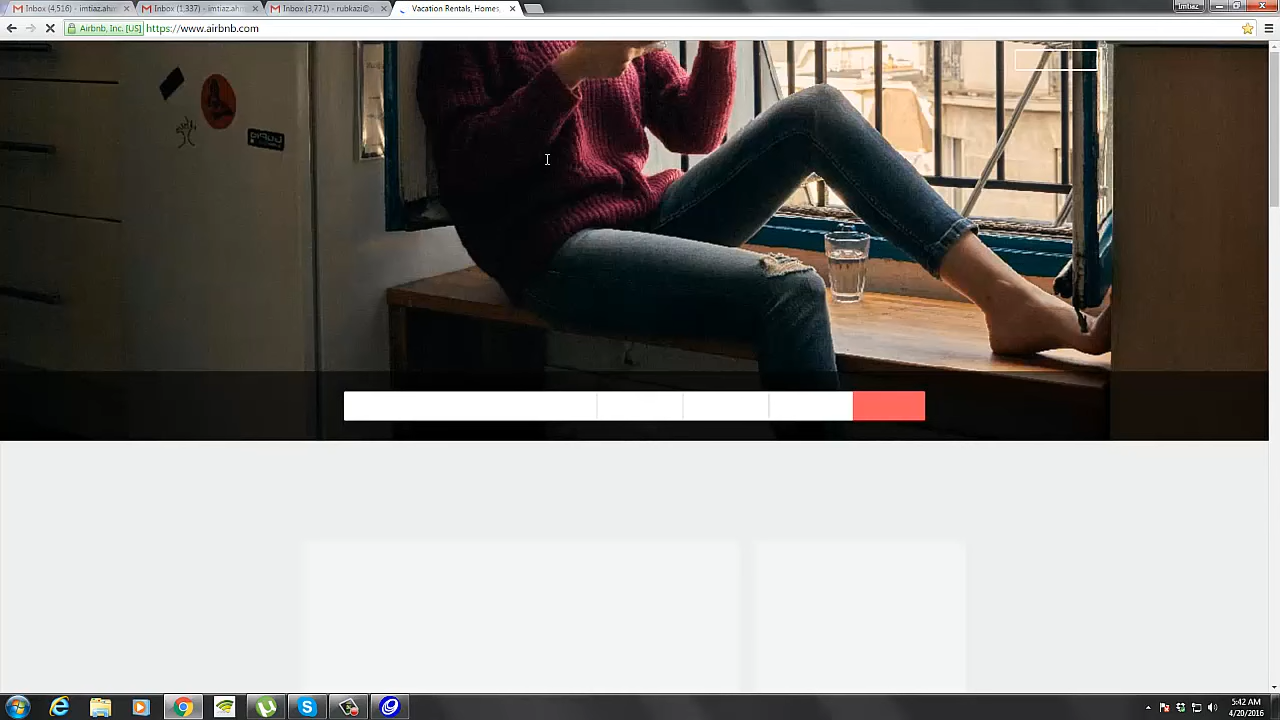 Inbox (4,516) - imtiaz.ahm
Inbox (1,337) - imtiaz.ahm
Inbox (3,771) - rubkazi@g
Vacation Rentals, Homes,
imtiaz
Airbnb, Inc. [US]
https://www.airbnb.com
5:42 AM
4/20/2016